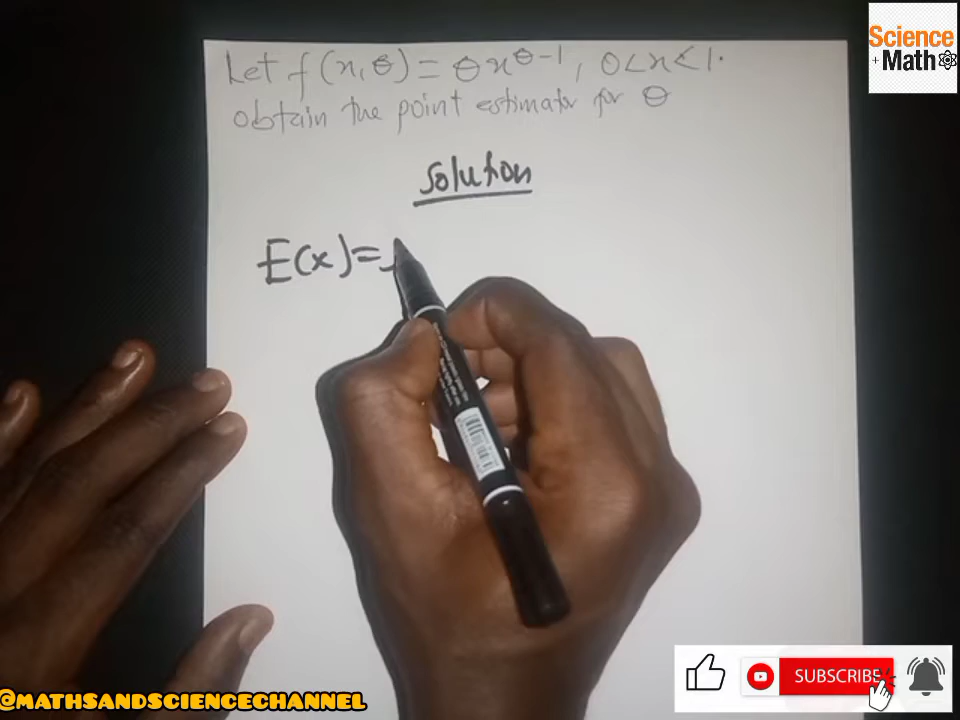 Let f(x, θ) = θx^θ-1, 0<x<1.
obtain the point estimator for θ
Solution
E(x)=
Science
+Math
SUBSCRIBE
@MATHSANDSCIENCECHANNEL